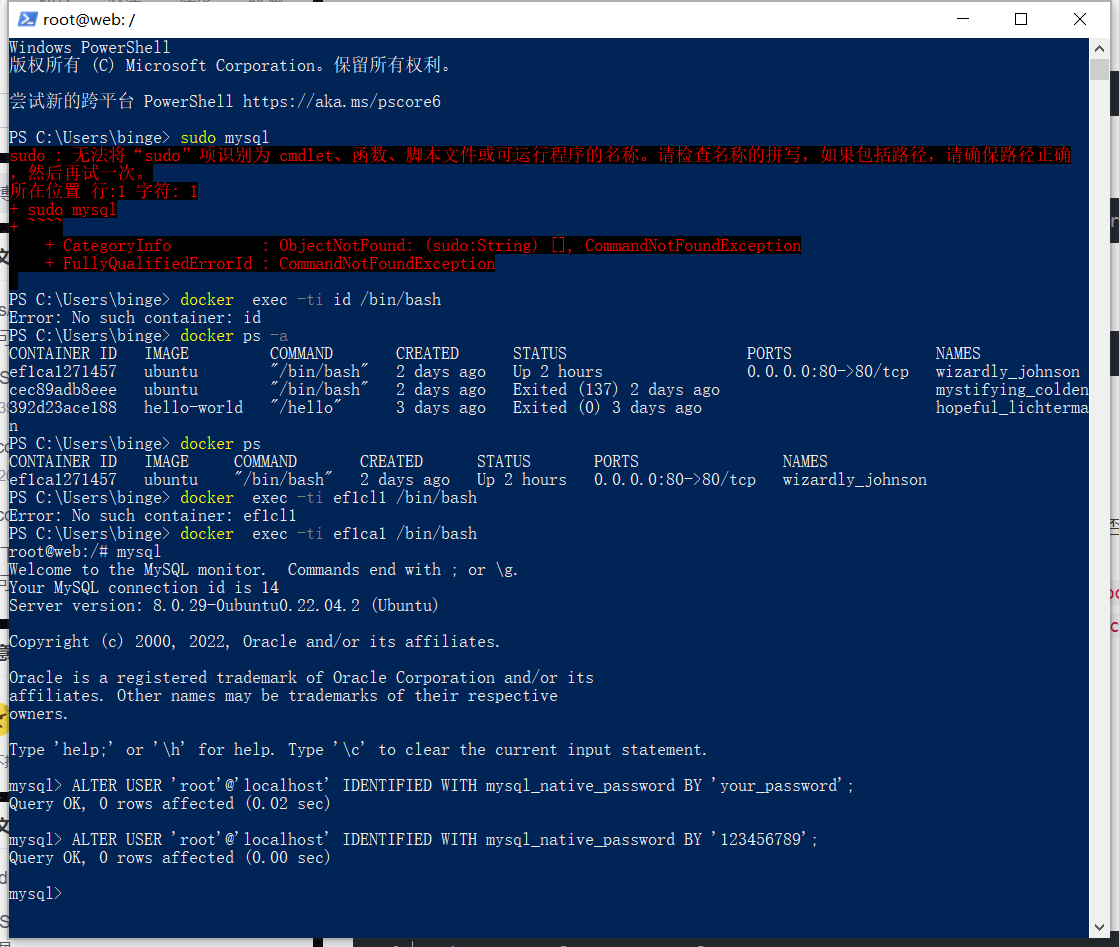 root@web: /
Windows PowerShell
版权所有 (C) Microsoft Corporation。保留所有权利。
尝试新的跨平台 PowerShell https://aka.ms/pscore6
PS C:\Users\binge> sudo mysql
sudo : 无法将“sudo”项识别为 cmdlet、函数、脚本文件或可运行程序的名称。请检查名称的拼写，如果包括路径，请确保路径正确
，然后再试一次。
所在位置 行:1 字符: 1
+ sudo mysql
+ ~~~~
    + CategoryInfo          : ObjectNotFound: (sudo:String) [], CommandNotFoundException
    + FullyQualifiedErrorId : CommandNotFoundException
PS C:\Users\binge> docker  exec -ti id /bin/bash
Error: No such container: id
PS C:\Users\binge> docker ps -a
CONTAINER ID   IMAGE         COMMAND       CREATED      STATUS                    PORTS                NAMES
ef1ca1271457   ubuntu        "/bin/bash"   2 days ago   Up 2 hours                0.0.0.0:80->80/tcp   wizardly_johnson
cec89adb8eee   ubuntu        "/bin/bash"   2 days ago   Exited (137) 2 days ago                        mystifying_colden
392d23ace188   hello-world   "/hello"      3 days ago   Exited (0) 3 days ago                          hopeful_lichterma
n
PS C:\Users\binge> docker ps
CONTAINER ID   IMAGE     COMMAND       CREATED      STATUS       PORTS                NAMES
ef1ca1271457   ubuntu    "/bin/bash"   2 days ago   Up 2 hours   0.0.0.0:80->80/tcp   wizardly_johnson
PS C:\Users\binge> docker  exec -ti ef1cl1 /bin/bash
Error: No such container: ef1cl1
PS C:\Users\binge> docker  exec -ti ef1ca1 /bin/bash
root@web:/# mysql
Welcome to the MySQL monitor.  Commands end with ; or \g.
Your MySQL connection id is 14
Server version: 8.0.29-0ubuntu0.22.04.2 (Ubuntu)
Copyright (c) 2000, 2022, Oracle and/or its affiliates.
Oracle is a registered trademark of Oracle Corporation and/or its
affiliates. Other names may be trademarks of their respective
owners.
Type 'help;' or '\h' for help. Type '\c' to clear the current input statement.
mysql> ALTER USER 'root'@'localhost' IDENTIFIED WITH mysql_native_password BY 'your_password';
Query OK, 0 rows affected (0.02 sec)
mysql> ALTER USER 'root'@'localhost' IDENTIFIED WITH mysql_native_password BY '123456789';
Query OK, 0 rows affected (0.00 sec)
mysql>